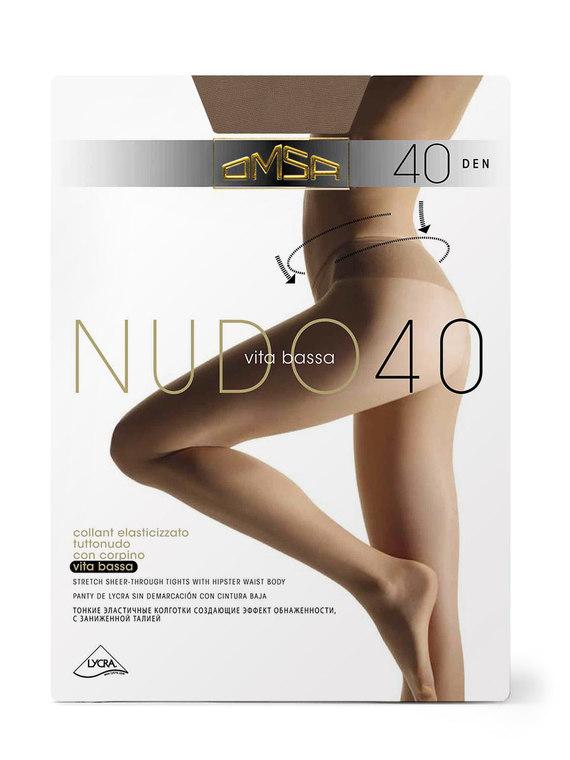 OMSA
40 DEN
NUDO 40
vita bassa
collant elasticizzato
tuttonudo
con corpino
vita bassa
STRETCH SHEER-THROUGH TIGHTS WITH HIPSTER WAIST BODY
PANTY DE LYCRA SIN DEMARCACIÓN CON CINTURA BAJA
ТОНКИЕ ЭЛАСТИЧНЫЕ КОЛГОТКИ СОЗДАЮЩИЕ ЭФФЕКТ ОБНАЖЕННОСТИ,
С ЗАНИЖЕННОЙ ТАЛИЕЙ
LYCRA